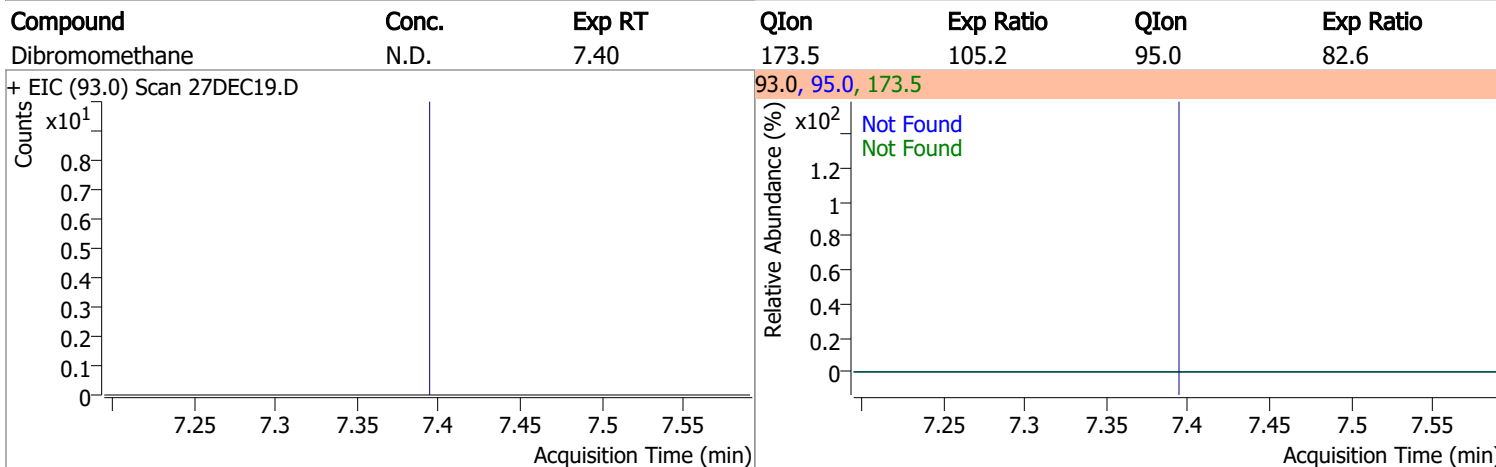 Compound Conc. Exp RT QIon Exp Ratio QIon Exp Ratio
Dibromomethane N.D. 7.40 173.5 105.2 95.0 82.6
+ EIC (93.0) Scan 27DEC19.D
Counts
x10¹
0.8
0.7
0.6
0.5
0.4
0.3
0.2
0.1
0
7.25 7.3 7.35 7.4 7.45 7.5 7.55
Acquisition Time (min)
93.0, 95.0, 173.5
Relative Abundance (%)
x10²
Not Found
Not Found
1.2
1
0.8
0.6
0.4
0.2
0
7.25 7.3 7.35 7.4 7.45 7.5 7.55
Acquisition Time (min)